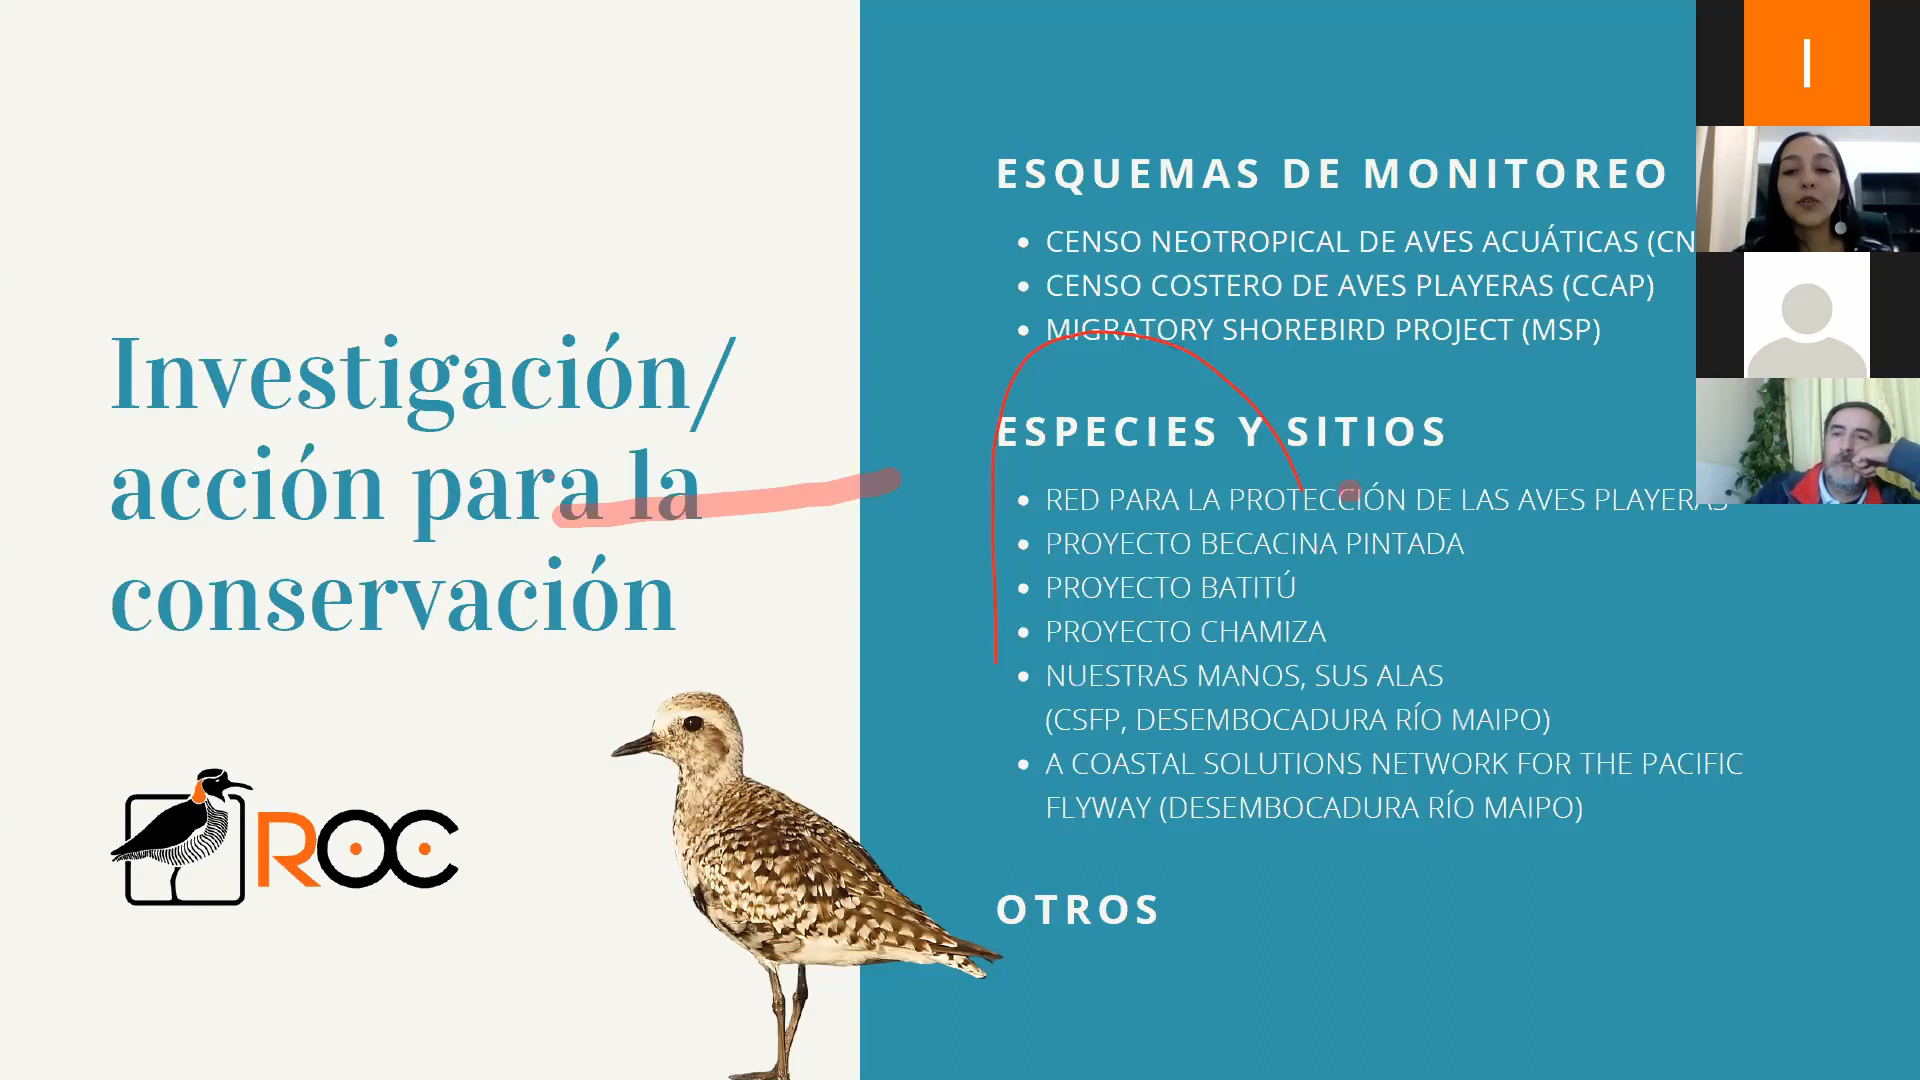 Investigación/
acción para la
conservación
ROC
ESQUEMAS DE MONITOREO
CENSO NEOTROPICAL DE AVES ACUÁTICAS (CN
CENSO COSTERO DE AVES PLAYERAS (CCAP)
MIGRATORY SHOREBIRD PROJECT (MSP)
ESPECIES Y SITIOS
RED PARA LA PROTECCIÓN DE LAS AVES PLAYERAS
PROYECTO BECACINA PINTADA
PROYECTO BATITÚ
PROYECTO CHAMIZA
NUESTRAS MANOS, SUS ALAS
(CSFP, DESEMBOCADURA RÍO MAIPO)
A COASTAL SOLUTIONS NETWORK FOR THE PACIFIC
FLYWAY (DESEMBOCADURA RÍO MAIPO)
OTROS
I